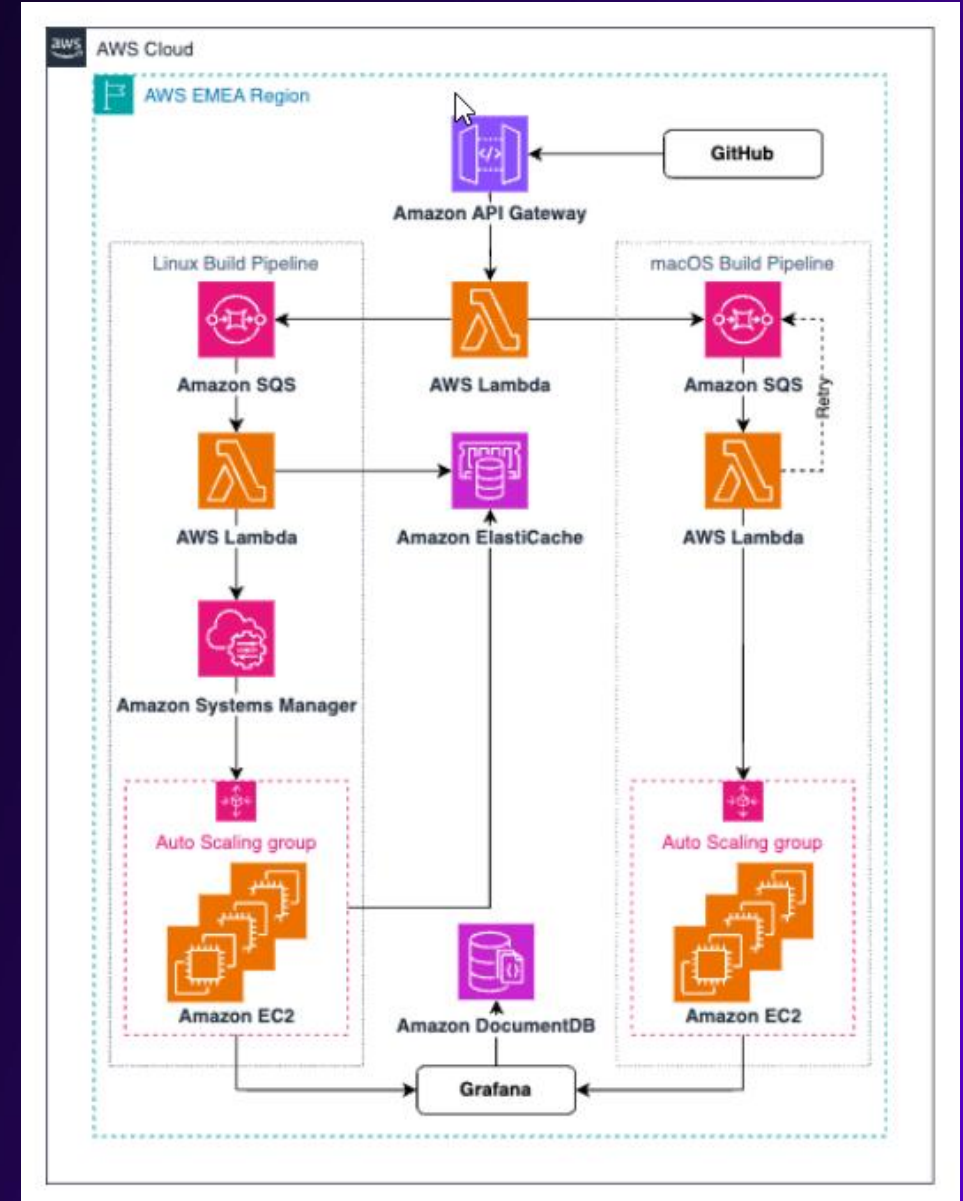 aws
AWS Cloud
AWS EMEA Region
GitHub
Amazon API Gateway
Linux Build Pipeline
macOS Build Pipeline
Amazon SQS
AWS Lambda
Amazon SQS
Retry
AWS Lambda
Amazon ElastiCache
AWS Lambda
Amazon Systems Manager
Auto Scaling group
Auto Scaling group
Amazon EC2
Amazon DocumentDB
Amazon EC2
Grafana